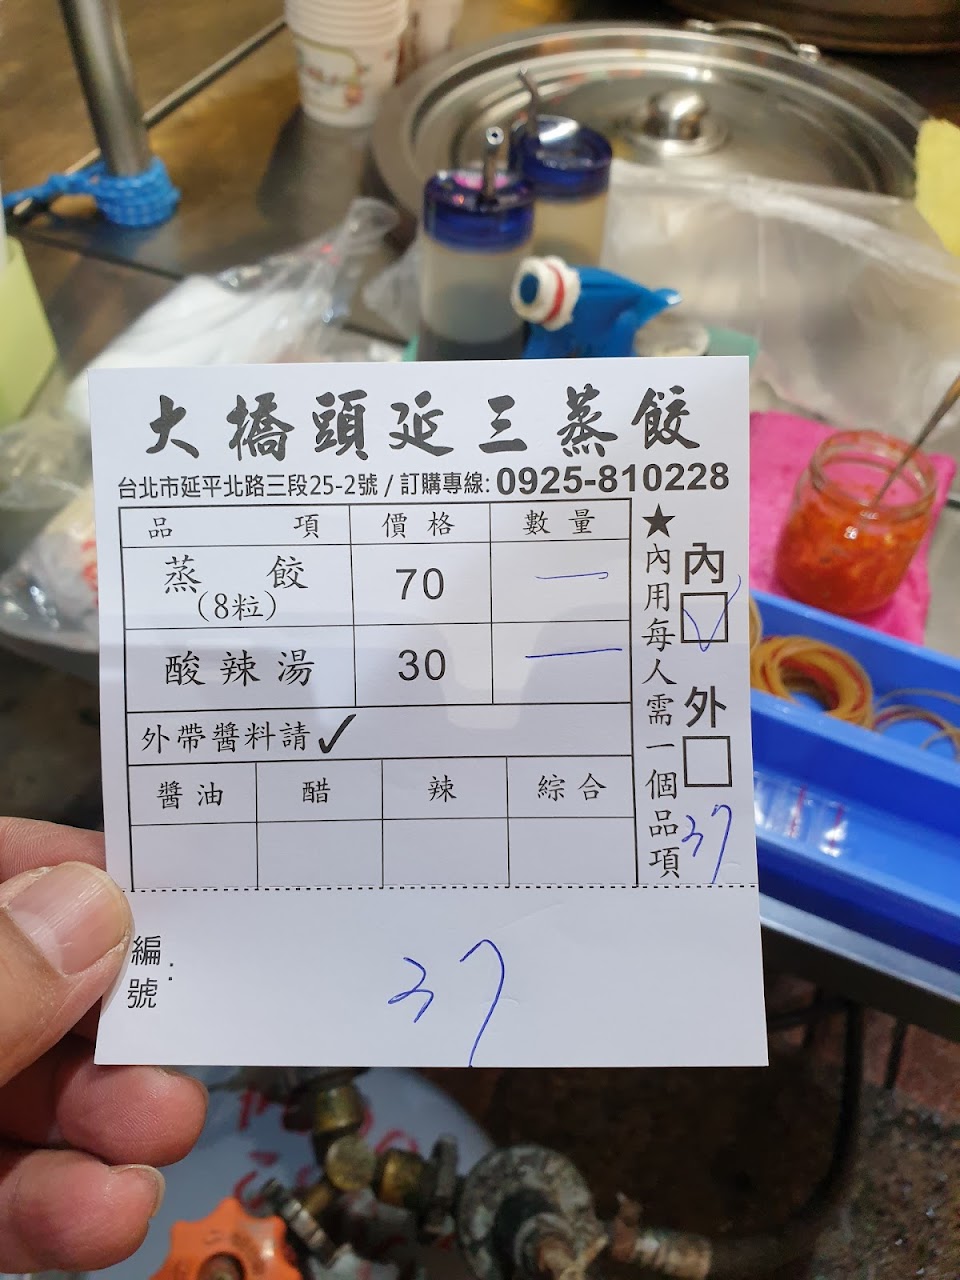 大橋頭延三蒸餃
台北市延平北路三段25-2號 / 訂購專線: 0925-810228
品項 價格 數量
蒸餃 70 一
(8粒)
酸辣湯 30 一
外帶醬料請✓
醬油 醋 辣 綜合
★內用每人需一個品項
內 ✓
外
37
編號: 37